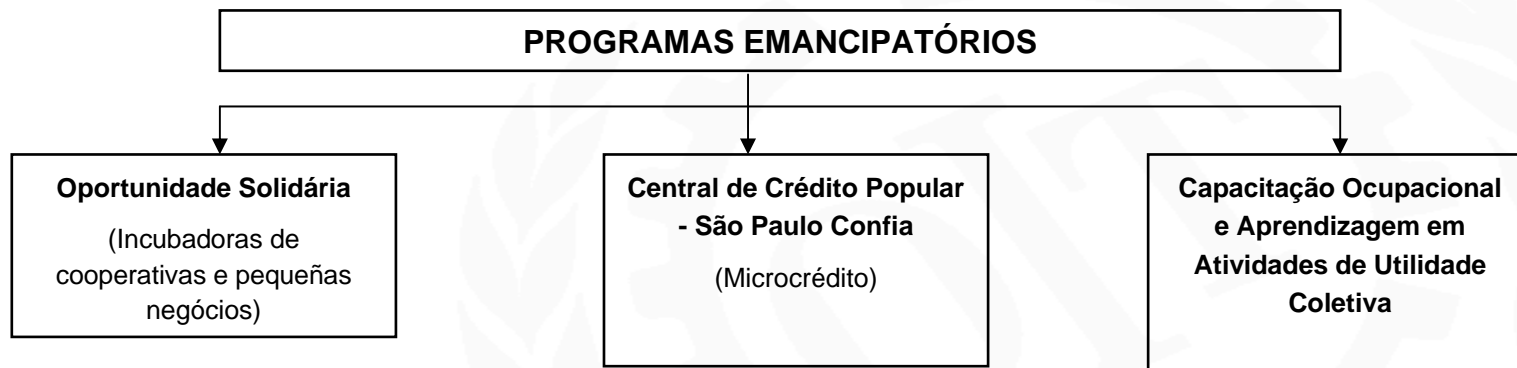 PROGRAMAS EMANCIPATÓRIOS
Oportunidade Solidária
(Incubadoras de
cooperativas e pequeñas
negócios)
Central de Crédito Popular
- São Paulo Confia
(Microcrédito)
Capacitação Ocupacional
e Aprendizagem em
Atividades de Utilidade
Coletiva
OIT